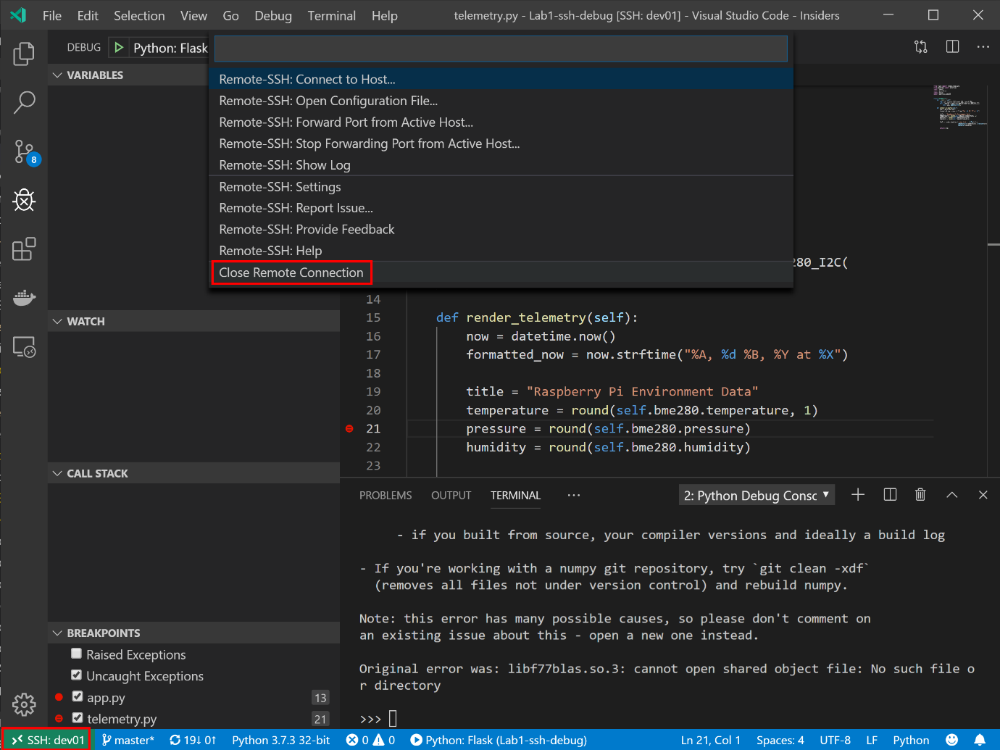 File Edit Selection View Go Debug Terminal Help telemetry.py - Lab1-ssh-debug [SSH: dev01] - Visual Studio Code - Insiders
DEBUG Python: Flask
VARIABLES
Remote-SSH: Connect to Host...
Remote-SSH: Open Configuration File...
Remote-SSH: Forward Port from Active Host...
Remote-SSH: Stop Forwarding Port from Active Host...
Remote-SSH: Show Log
Remote-SSH: Settings
Remote-SSH: Report Issue...
Remote-SSH: Provide Feedback
Remote-SSH: Help
Close Remote Connection
8
280_I2C(
14
15 def render_telemetry(self):
16 now = datetime.now()
17 formatted_now = now.strftime("%A, %d %B, %Y at %X")
18
19 title = "Raspberry Pi Environment Data"
20 temperature = round(self.bme280.temperature, 1)
21 pressure = round(self.bme280.pressure)
22 humidity = round(self.bme280.humidity)
23
WATCH
CALL STACK
BREAKPOINTS
Raised Exceptions
Uncaught Exceptions
app.py 13
telemetry.py 21
PROBLEMS OUTPUT TERMINAL ... 2: Python Debug Consc
- if you built from source, your compiler versions and ideally a build log
- If you're working with a numpy git repository, try `git clean -xdf`
(removes all files not under version control) and rebuild numpy.
Note: this error has many possible causes, so please don't comment on
an existing issue about this - open a new one instead.
Original error was: libf77blas.so.3: cannot open shared object file: No such file o
r directory
>>>
SSH: dev01 master* 19↓ 0↑ Python 3.7.3 32-bit 0 0 Python: Flask (Lab1-ssh-debug) Ln 21, Col 1 Spaces: 4 UTF-8 LF Python